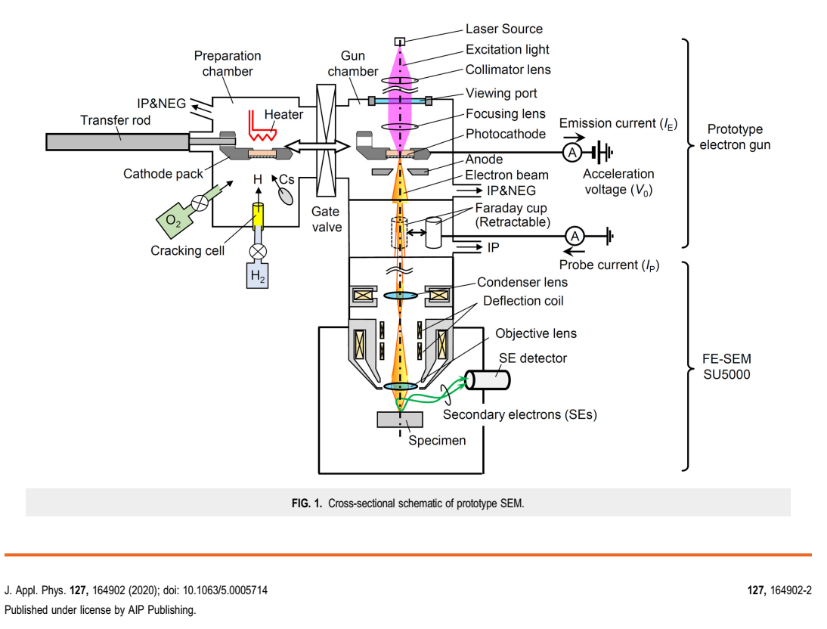 Laser Source
Excitation light
Collimator lens
Viewing port
Focusing lens
Photocathode
Anode
Electron beam
IP&NEG
Faraday cup
(Retractable)
IP
Condenser lens
Deflection coil
Objective lens
SE detector
Secondary electrons (SEs)
Specimen
Preparation
chamber
Gun
chamber
IP&NEG
Transfer rod
Heater
Cathode pack
H
Cs
O2
Cracking cell
H2
Gate
valve
Emission current (IE)
A
Acceleration
voltage (V0)
A
Probe current (IP)
Prototype
electron gun
FE-SEM
SU5000
FIG. 1. Cross-sectional schematic of prototype SEM.
J. Appl. Phys. 127, 164902 (2020); doi: 10.1063/5.0005714
127, 164902-2
Published under license by AIP Publishing.